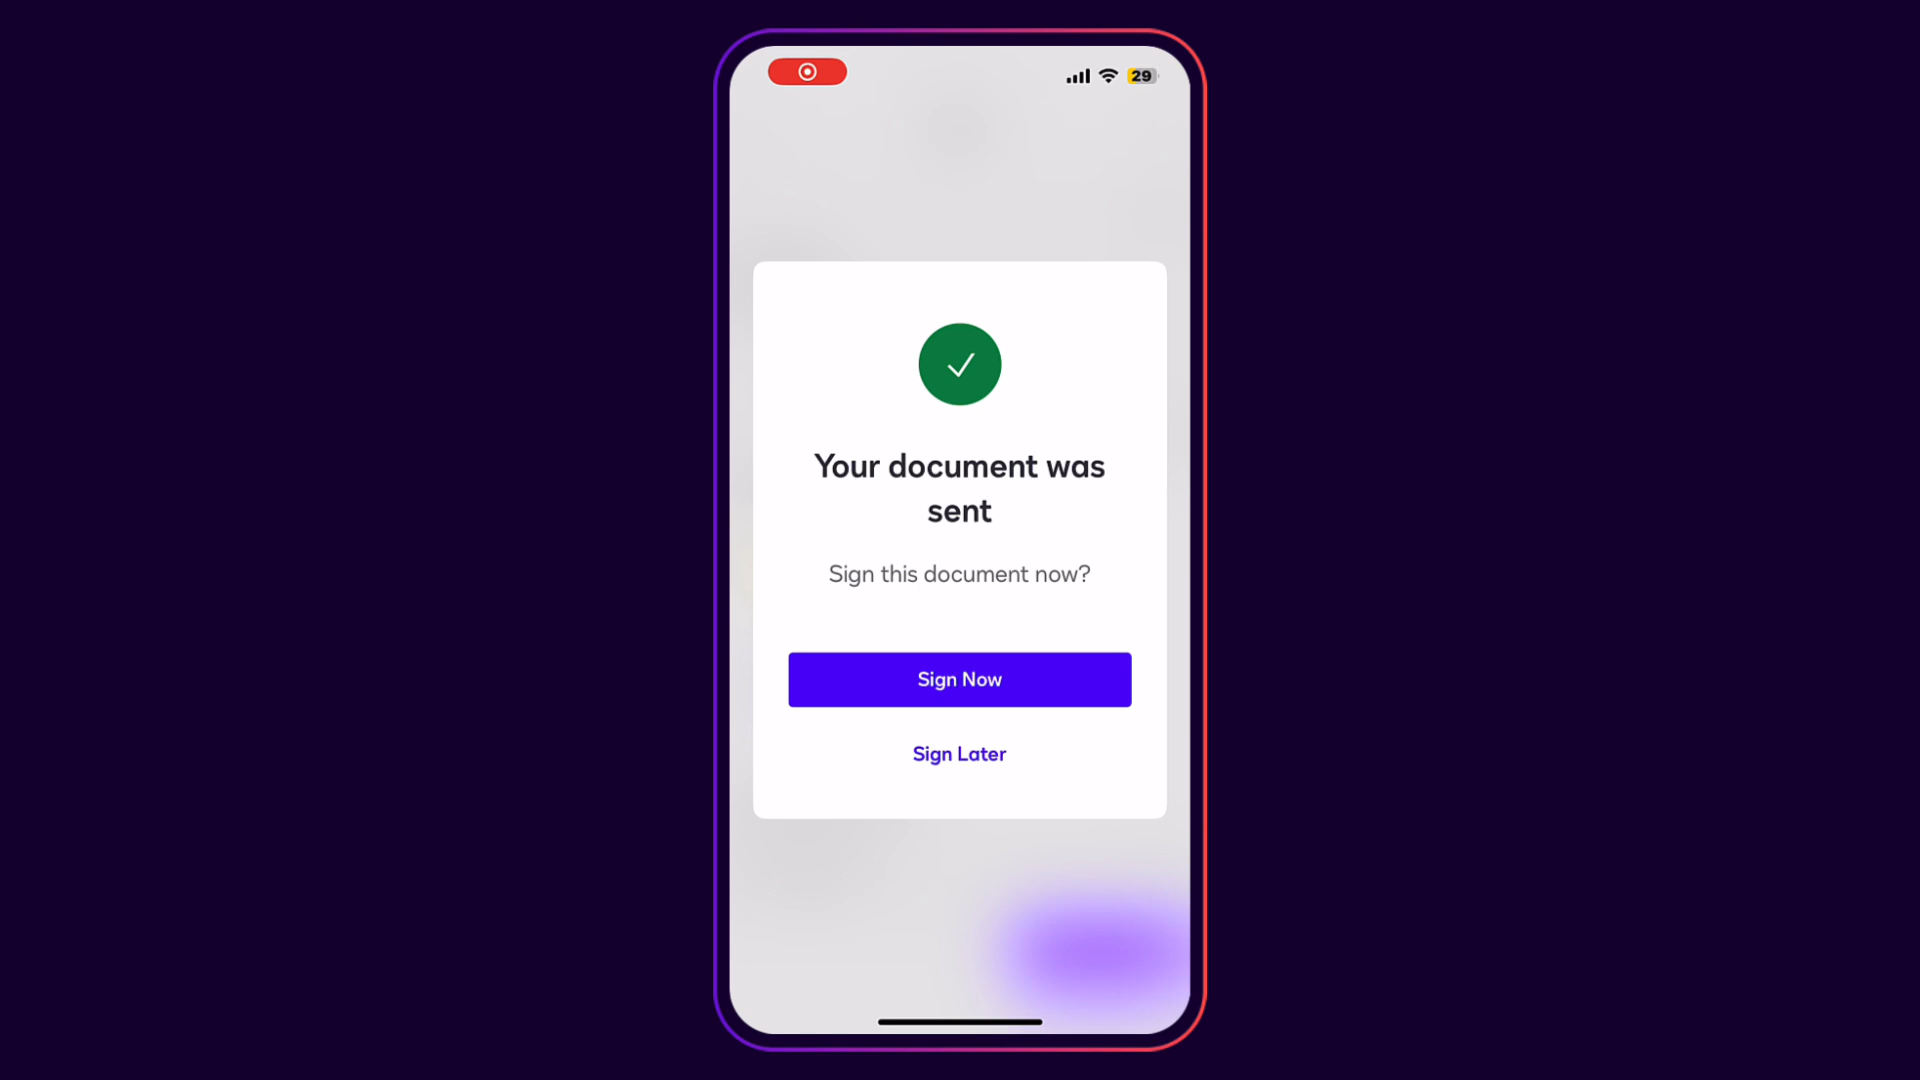 29
Your document was
sent
Sign this document now?
Sign Now
Sign Later